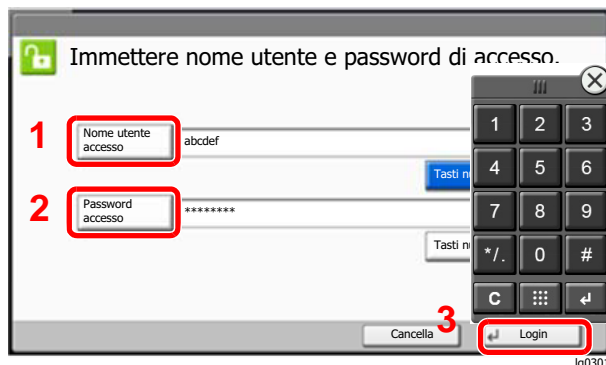 Immettere nome utente e password di accesso.
1
Nome utente
accesso
abcdef
Tasti
2
Password
accesso
********
Tasti
1 2 3
4 5 6
7 8 9
*/. 0 #
C
3
Cancella
Login